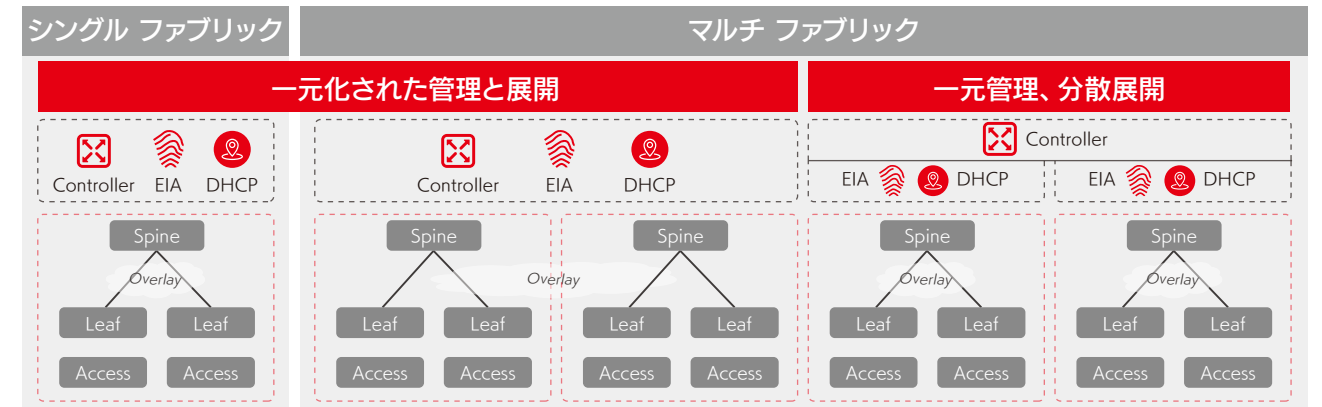 シングル ファブリック
マルチ ファブリック
一元化された管理と展開
一元管理、分散展開
Controller EIA DHCP
Controller EIA DHCP
Controller
EIA DHCP
EIA DHCP
Spine Spine Spine Spine Spine
Overlay Overlay Overlay Overlay
Leaf Leaf Leaf Leaf Leaf Leaf Leaf Leaf Leaf Leaf
Access Access Access Access Access Access Access Access Access Access